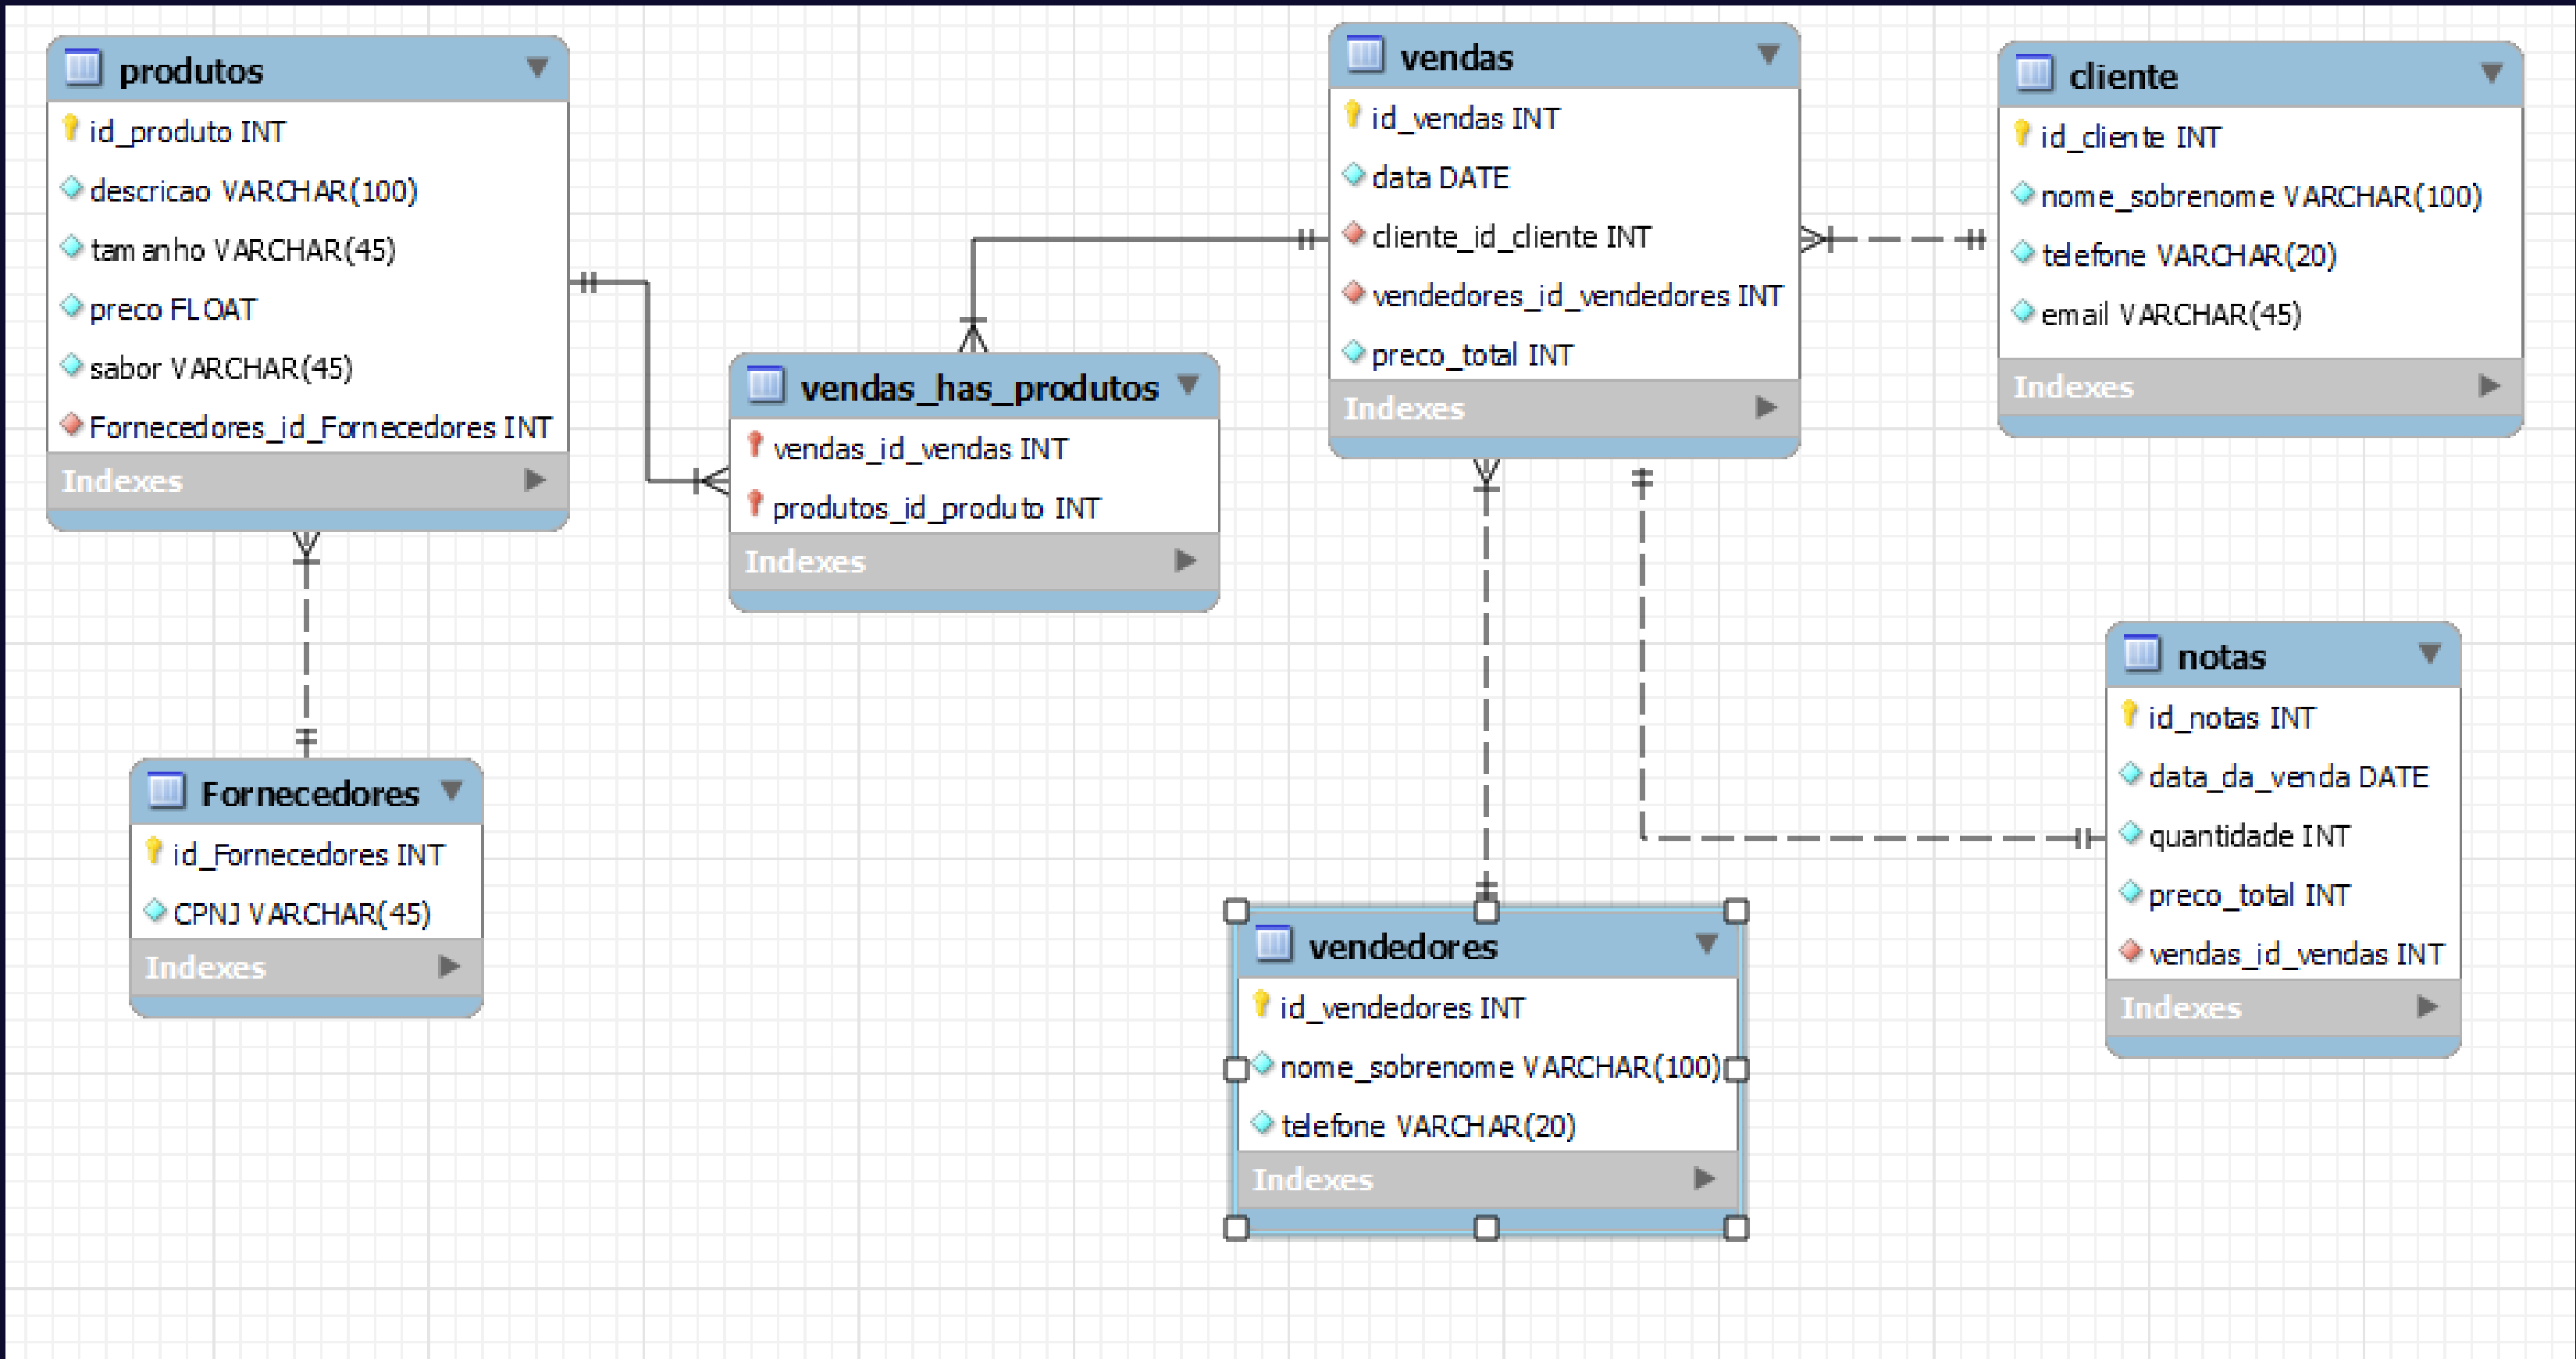 produtos
id_produto INT
descricao VARCHAR(100)
tamanho VARCHAR(45)
preco FLOAT
sabor VARCHAR(45)
Fornecedores_id_Fornecedores INT
Indexes
vendas_has_produtos
vendas_id_vendas INT
produtos_id_produto INT
Indexes
vendas
id_vendas INT
data DATE
cliente_id_cliente INT
vendedores_id_vendedores INT
preco_total INT
Indexes
cliente
id_cliente INT
nome_sobrenome VARCHAR(100)
telefone VARCHAR(20)
email VARCHAR(45)
Indexes
Fornecedores
id_Fornecedores INT
CPNJ VARCHAR(45)
Indexes
vendedores
id_vendedores INT
nome_sobrenome VARCHAR(100)
telefone VARCHAR(20)
Indexes
notas
id_notas INT
data_da_venda DATE
quantidade INT
preco_total INT
vendas_id_vendas INT
Indexes